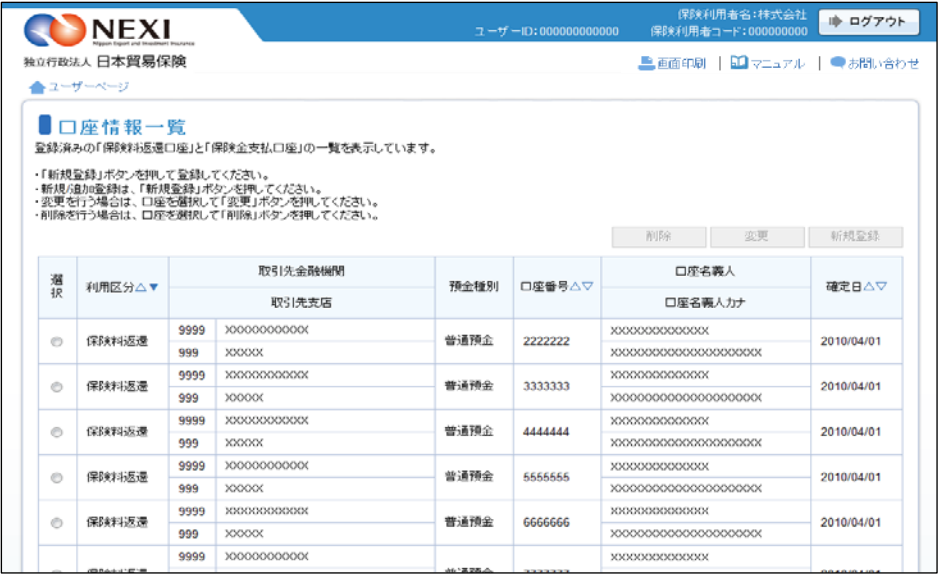 NEXI
Nippon Export and Investment Insurance
独立行政法人 日本貿易保険
ユーザーID:000000000000
保険利用者名:株式会社
保険利用者コード:000000000
ログアウト
画面印刷 | マニュアル | お問い合わせ
ユーザーページ
口座情報一覧
登録済みの「保険料返還口座」と「保険金支払口座」の一覧を表示しています。
・「新規登録」ボタンを押して登録してください。
・新規/追加登録は、「新規登録」ボタンを押してください。
・変更を行う場合は、口座を選択して「変更」ボタンを押してください。
・削除を行う場合は、口座を選択して「削除」ボタンを押してください。
削除 変更 新規登録
選択 利用区分△▼ 取引先金融機関 預金種別 口座番号△▽ 口座名義人 確定日△▽
取引先支店 口座名義人カナ
保険料返還 9999 XXXXXXXXXXXX 普通預金 2222222 XXXXXXXXXXXXXX 2010/04/01
999 XXXXX XXXXXXXXXXXXXXXXXXXXXX
保険料返還 9999 XXXXXXXXXXXX 普通預金 3333333 XXXXXXXXXXXXXX 2010/04/01
999 XXXXX XXXXXXXXXXXXXXXXXXXXXX
保険料返還 9999 XXXXXXXXXXXX 普通預金 4444444 XXXXXXXXXXXXXX 2010/04/01
999 XXXXX XXXXXXXXXXXXXXXXXXXXXX
保険料返還 9999 XXXXXXXXXXXX 普通預金 5555555 XXXXXXXXXXXXXX 2010/04/01
999 XXXXX XXXXXXXXXXXXXXXXXXXXXX
保険料返還 9999 XXXXXXXXXXXX 普通預金 6666666 XXXXXXXXXXXXXX 2010/04/01
999 XXXXX XXXXXXXXXXXXXXXXXXXXXX
9999 XXXXXXXXXXXX XXXXXXXXXXXXXX